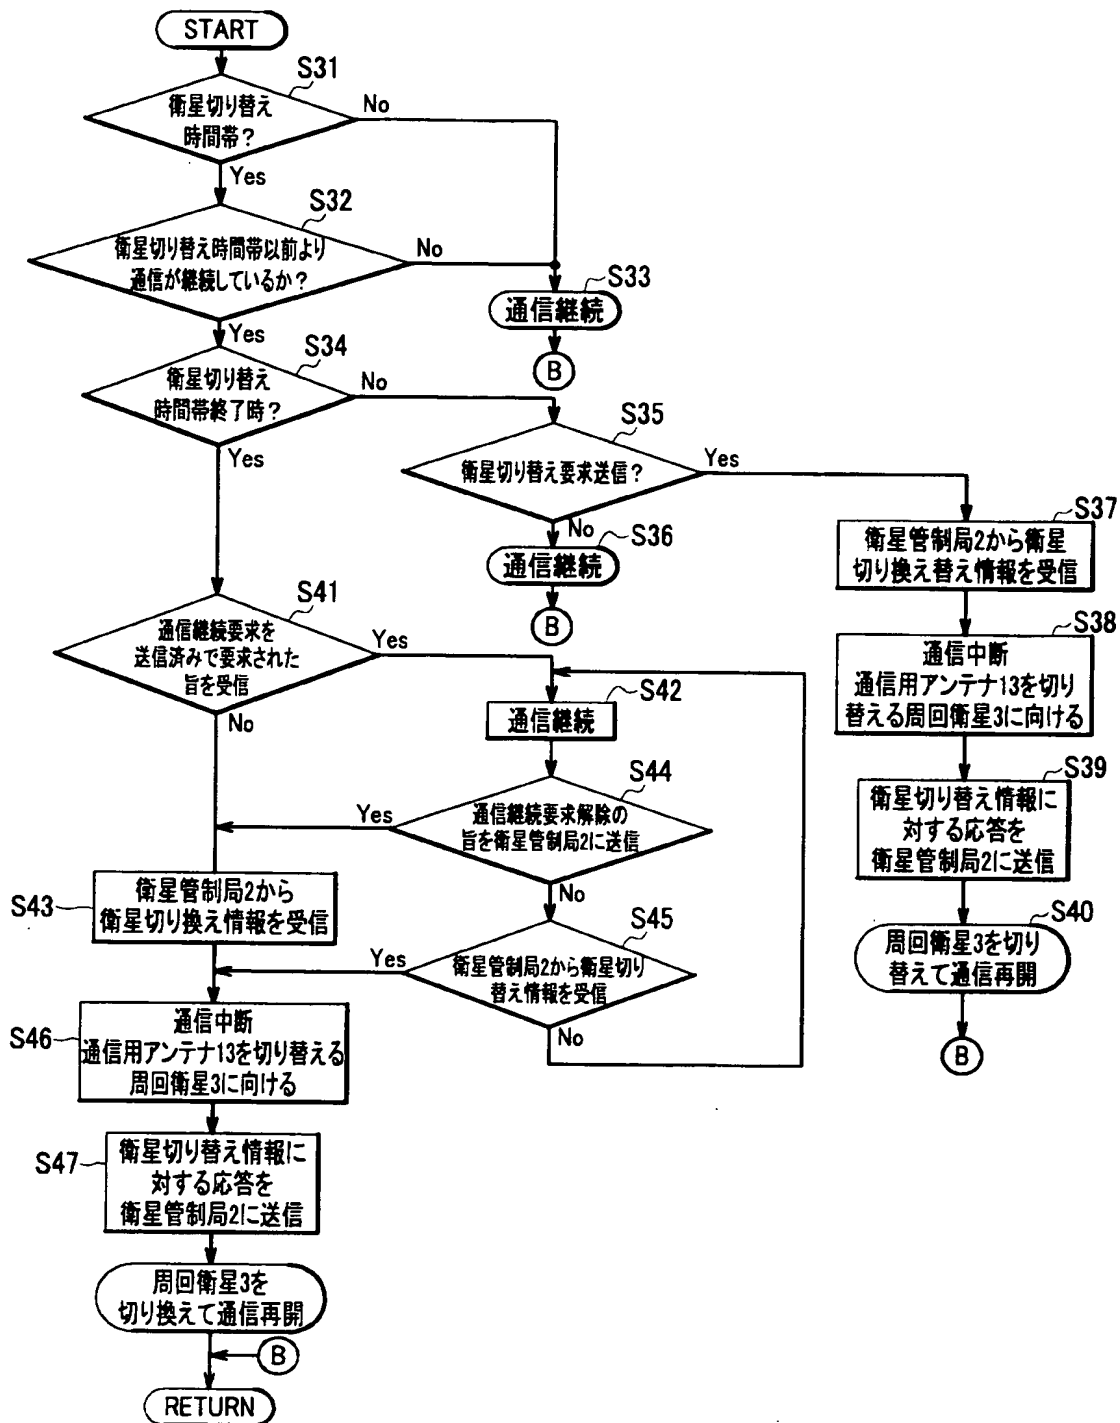 START
S31
衛星切り替え
時間帯?
No
Yes
S32
衛星切り替え時間帯以前より
通信が継続しているか?
No
Yes
S33
通信継続
B
S34
衛星切り替え
時間帯終了時?
No
Yes
S35
衛星切り替え要求送信?
Yes
No
S36
通信継続
B
S37
衛星管制局2から衛星
切り換え替え情報を受信
S38
通信中断
通信用アンテナ13を切り
替える周回衛星3に向ける
S39
衛星切り替え情報に
対する応答を
衛星管制局2に送信
S40
周回衛星3を切り
替えて通信再開
B
S41
通信継続要求を
送信済みで要求された
旨を受信
Yes
No
S42
通信継続
S44
通信継続要求解除の
旨を衛星管制局2に送信
Yes
No
S43
衛星管制局2から
衛星切り換え情報を受信
S45
衛星管制局2から衛星切り
替え情報を受信
Yes
No
S46
通信中断
通信用アンテナ13を切り替える
周回衛星3に向ける
S47
衛星切り替え情報に
対する応答を
衛星管制局2に送信
周回衛星3を
切り換えて通信再開
B
RETURN